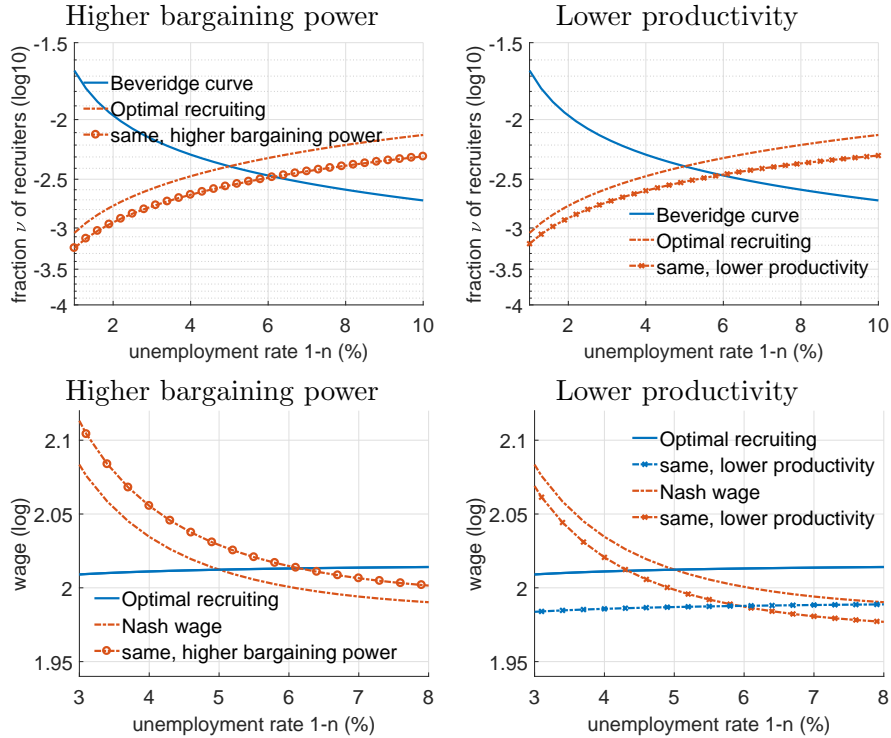 Higher bargaining power
-1.5
-2
-2.5
-3
-3.5
-4
fraction ν of recruiters (log10)
Beveridge curve
Optimal recruiting
same, higher bargaining power
2
4
6
8
10
unemployment rate 1-n (%)
Lower productivity
-1.5
-2
-2.5
-3
-3.5
-4
fraction ν of recruiters (log10)
Beveridge curve
Optimal recruiting
same, lower productivity
2
4
6
8
10
unemployment rate 1-n (%)
Higher bargaining power
2.1
2.05
2
1.95
wage (log)
Optimal recruiting
Nash wage
same, higher bargaining power
3
4
5
6
7
8
unemployment rate 1-n (%)
Lower productivity
2.1
2.05
2
1.95
wage (log)
Optimal recruiting
same, lower productivity
Nash wage
same, lower productivity
3
4
5
6
7
8
unemployment rate 1-n (%)